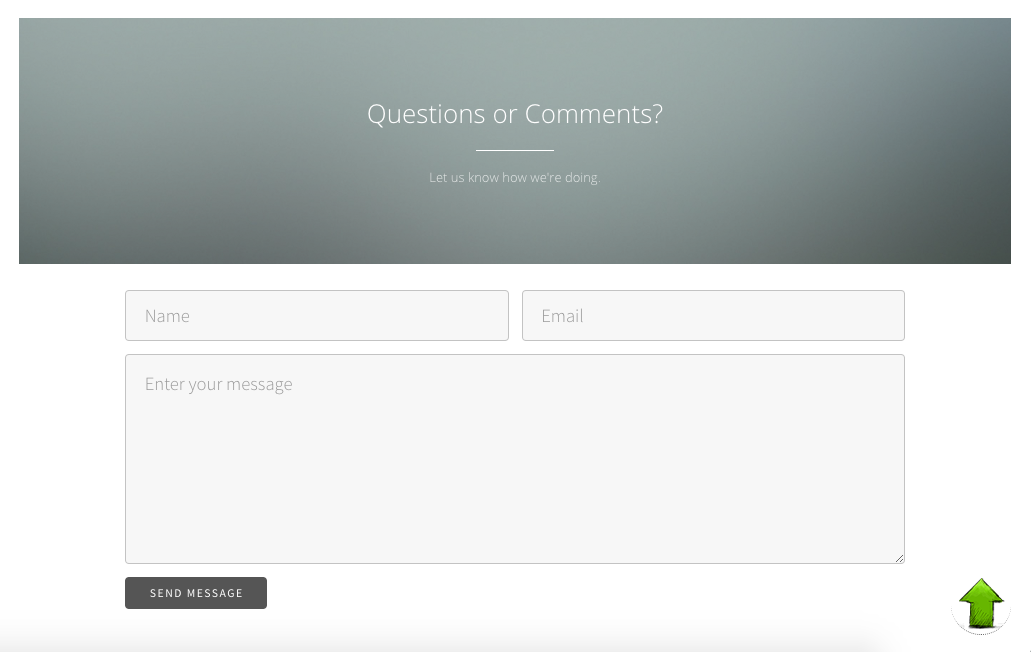 Questions or Comments?
Let us know how we're doing.
Name
Email
Enter your message
SEND MESSAGE